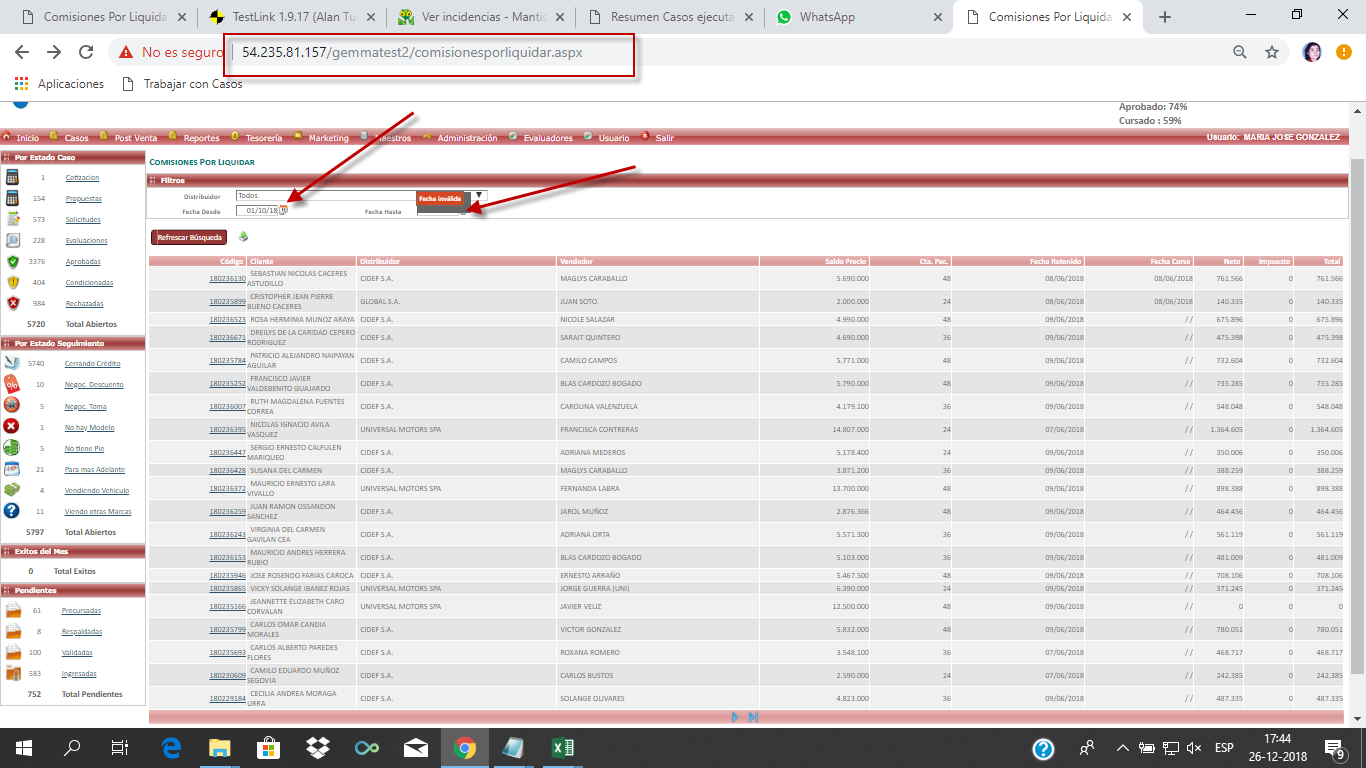 Comisiones Por Liquida
TestLink 1.9.17 (Alan Tu
Ver incidencias - Mantis
Resumen Casos ejecuta
WhatsApp
Comisiones Por Liquida
No es seguro
54.235.81.157/gemmatest2/comisionesporliquidar.aspx
Aplicaciones
Trabajar con Casos
Aprobado: 74%
Cursado : 59%
Inicio Casos Post Venta Reportes Tesorería Marketing Maestros Administración Evaluadores Usuario Salir
Usuario: MARIA JOSE GONZALEZ
Por Estado Caso
1 Cotizacion
154 Propuestas
573 Solicitudes
228 Evaluaciones
3376 Aprobadas
404 Condicionadas
984 Rechazadas
5720 Total Abiertos
Por Estado Seguimiento
5740 Cerrando Crédito
10 Negoc. Descuento
5 Negoc. Toma
1 No hay Modelo
5 No tiene Pie
21 Para mas Adelante
4 Vendiendo Vehiculo
11 Viendo otras Marcas
5797 Total Abiertos
Exitos del Mes
0 Total Exitos
Pendientes
61 Precursadas
8 Respaldadas
100 Validadas
583 Ingresadas
752 Total Pendientes
COMISIONES POR LIQUIDAR
Filtros
Distribuidor Todos
Fecha inválida
Fecha Desde 01/10/18
Fecha Hasta
Refrescar Búsqueda
Código Cliente Distribuidor Vendedor Saldo Precio Cta. Pac. Fecha Retenido Fecha Curse Neto Impuesto Total
180236130 SEBASTIAN NICOLAS CACERES ASTUDILLO CIDEF S.A. MAGLYS CARABALLO 5.690.000 48 08/06/2018 08/06/2018 761.566 0 761.566
180235899 CRISTOPHER JEAN PIERRE BUENO CACERES GLOBAL S.A. JUAN SOTO. 2.000.000 24 08/06/2018 08/06/2018 140.335 0 140.335
180236523 ROSA HERMINIA MUNOZ ARAYA CIDEF S.A. NICOLE SALAZAR 4.990.000 48 09/06/2018 / / 675.896 0 675.896
180236671 DREILYS DE LA CARIDAD CEPERO RODRIGUEZ CIDEF S.A. SARAIT QUINTERO 4.690.000 36 09/06/2018 / / 475.398 0 475.398
180235784 PATRICIO ALEJANDRO NAIPAYAN AGUILAR CIDEF S.A. CAMILO CAMPOS 5.771.000 48 09/06/2018 / / 732.604 0 732.604
180235252 FRANCISCO JAVIER VALDEBENITO GUAJARDO CIDEF S.A. BLAS CARDOZO BOGADO 5.790.000 48 09/06/2018 / / 735.285 0 735.285
180236007 RUTH MAGDALENA FUENTES CORREA CIDEF S.A. CAROLINA VALENZUELA 4.179.100 36 09/06/2018 / / 548.048 0 548.048
180236395 NICOLAS IGNACIO AVILA VASQUEZ UNIVERSAL MOTORS SPA FRANCISCA CONTRERAS 14.807.000 24 07/06/2018 / / 1.364.605 0 1.364.605
180236447 SERGIO ERNESTO CALFULEN MARIQUEO CIDEF S.A. ADRIANA MEDEROS 5.178.400 24 09/06/2018 / / 350.006 0 350.006
180236428 SUSANA DEL CARMEN CIDEF S.A. MAGLYS CARABALLO 3.871.200 36 09/06/2018 / / 388.259 0 388.259
180236372 MAURICIO ERNESTO LARA VIVALLO UNIVERSAL MOTORS SPA FERNANDA LABRA 13.700.000 48 09/06/2018 / / 898.388 0 898.388
180236259 JUAN RAMON OSSANDON SANCHEZ CIDEF S.A. JAROL MUÑOZ 2.876.366 48 09/06/2018 / / 464.456 0 464.456
180236243 VIRGINIA DEL CARMEN GAVILAN CEA CIDEF S.A. ADRIANA ORTA 5.571.300 36 09/06/2018 / / 561.119 0 561.119
180236153 MAURICIO ANDRES HERRERA RUBIO CIDEF S.A. BLAS CARDOZO BOGADO 5.103.000 36 09/06/2018 / / 481.009 0 481.009
180235946 JOSE ROSENDO FARIAS CAROCA CIDEF S.A. ERNESTO ARRAÑO 5.467.500 48 09/06/2018 / / 708.106 0 708.106
180235865 VICKY SOLANGE IBANEZ ROJAS UNIVERSAL MOTORS SPA JORGE GUERRA (UNI) 6.390.000 24 09/06/2018 / / 371.245 0 371.245
180235166 JEANNETTE ELIZABETH CARO CORVALAN UNIVERSAL MOTORS SPA JAVIER VELIZ 12.500.000 48 09/06/2018 / / 0 0 0
180235799 CARLOS OMAR CANDIA MORALES CIDEF S.A. VICTOR GONZALEZ 5.832.000 48 09/06/2018 / / 780.051 0 780.051
180235693 CARLOS ALBERTO PAREDES FLORES CIDEF S.A. ROXANA ROMERO 3.548.100 36 07/06/2018 / / 468.717 0 468.717
180230609 CAMILO EDUARDO MUÑOZ SEGOVIA CIDEF S.A. CARLOS BUSTOS 2.590.000 24 07/06/2018 / / 242.385 0 242.385
180229184 CECILIA ANDREA MORAGA URRA CIDEF S.A. SOLANGE OLIVARES 4.823.000 36 09/06/2018 / / 487.335 0 487.335
ESP
17:44
26-12-2018
9